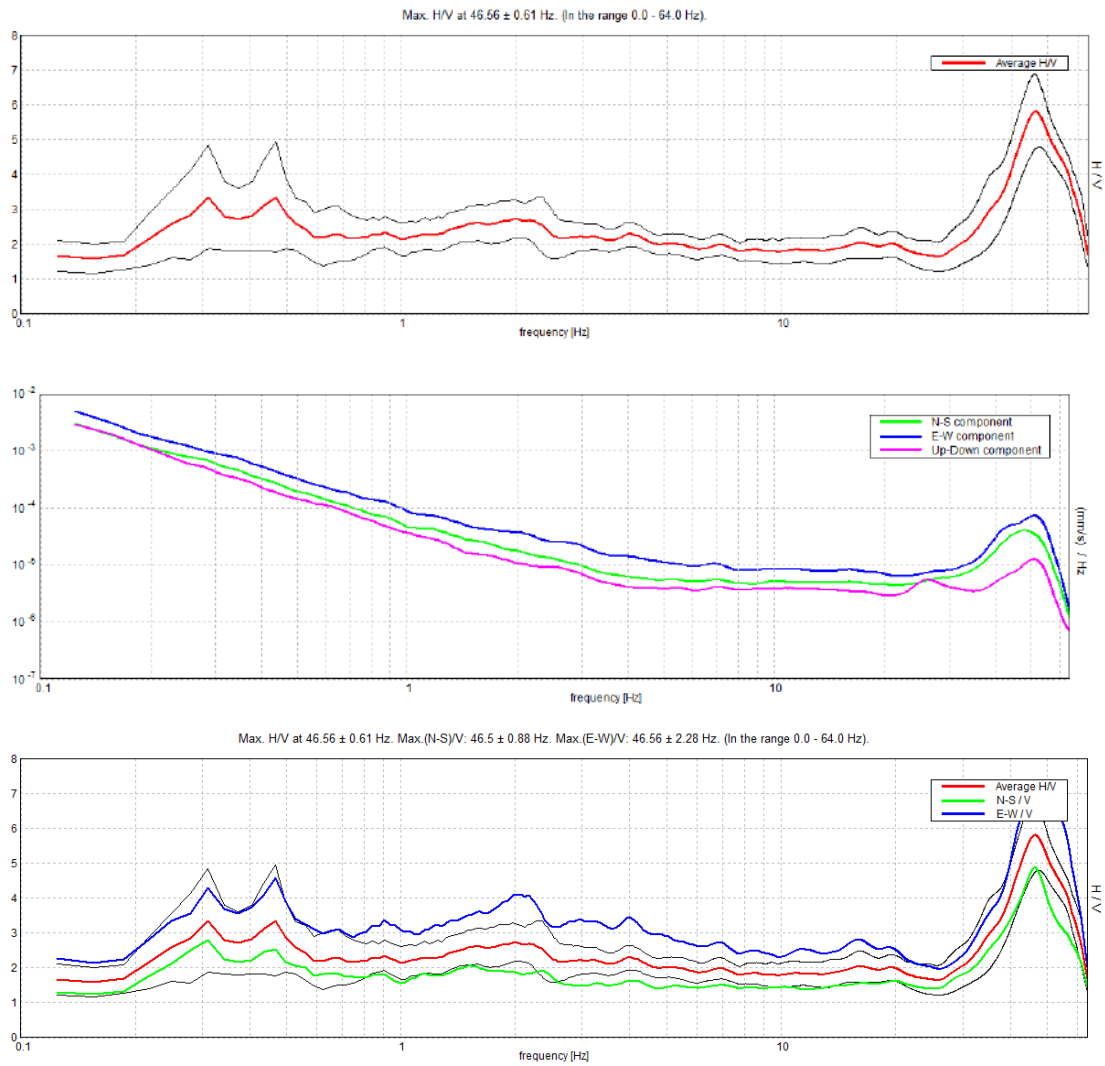 Max. H/V at 46.56 ± 0.61 Hz. (In the range 0.0 - 64.0 Hz).
8
7
6
5
4
3
2
1
0
Average H/V
H / V
0.1
1
10
frequency [Hz]
10 -2
10 -3
10 -4
10 -5
10 -6
10 -7
N-S component
E-W component
Up-Down component
(mm/s) / Hz
0.1
1
10
frequency [Hz]
Max. H/V at 46.56 ± 0.61 Hz. Max.(N-S)/V: 46.5 ± 0.88 Hz. Max.(E-W)/V: 46.56 ± 2.28 Hz. (In the range 0.0 - 64.0 Hz).
8
7
6
5
4
3
2
1
0
Average H/V
N-S / V
E-W / V
H / V
0.1
1
10
frequency [Hz]